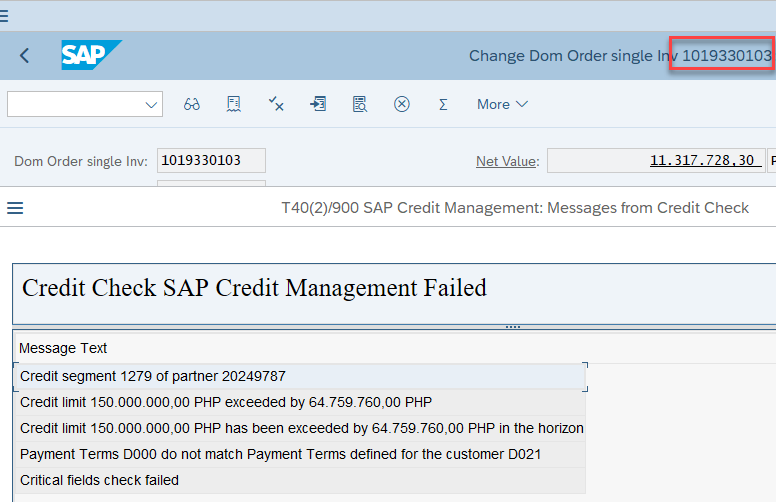 SAP
Change Dom Order single Inv 1019330103
Σ
More
Dom Order single Inv: 1019330103
Net Value: 11.317.728,30
T40(2)/900 SAP Credit Management: Messages from Credit Check
Credit Check SAP Credit Management Failed
Message Text
Credit segment 1279 of partner 20249787
Credit limit 150.000.000,00 PHP exceeded by 64.759.760,00 PHP
Credit limit 150.000.000,00 PHP has been exceeded by 64.759.760,00 PHP in the horizon
Payment Terms D000 do not match Payment Terms defined for the customer D021
Critical fields check failed